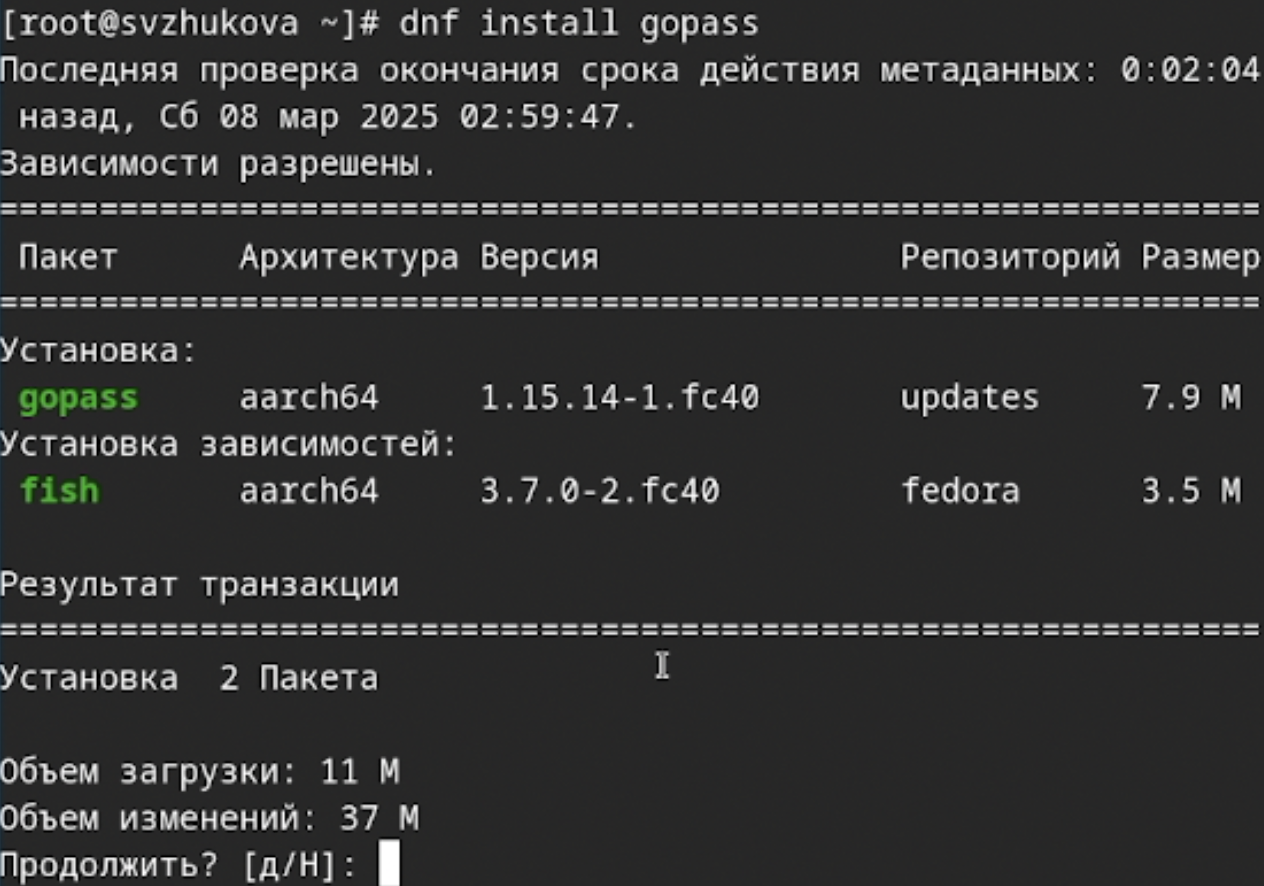 [root@svzhukova ~]# dnf install gopass
Последняя проверка окончания срока действия метаданных: 0:02:04
назад, Сб 08 мар 2025 02:59:47.
Зависимости разрешены.
===============================================================
Пакет Архитектура Версия Репозиторий Размер
===============================================================
Установка:
gopass aarch64 1.15.14-1.fc40 updates 7.9 M
Установка зависимостей:
fish aarch64 3.7.0-2.fc40 fedora 3.5 M
Результат транзакции
===============================================================
Установка 2 Пакета
Объем загрузки: 11 M
Объем изменений: 37 M
Продолжить? [д/Н]: